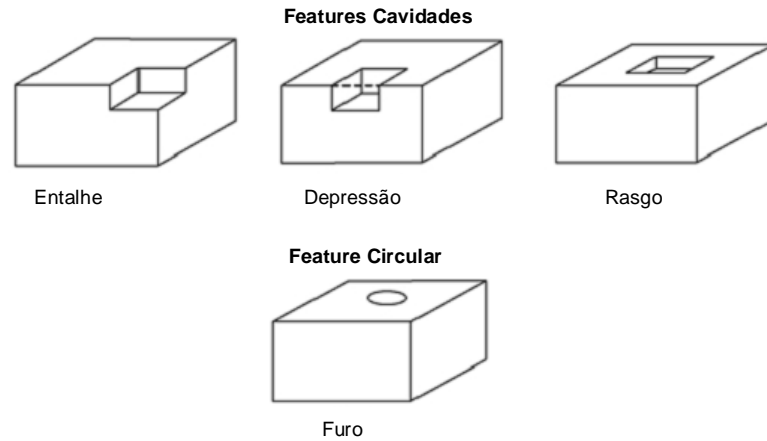 Features Cavidades
Entalhe
Depressão
Rasgo
Feature Circular
Furo